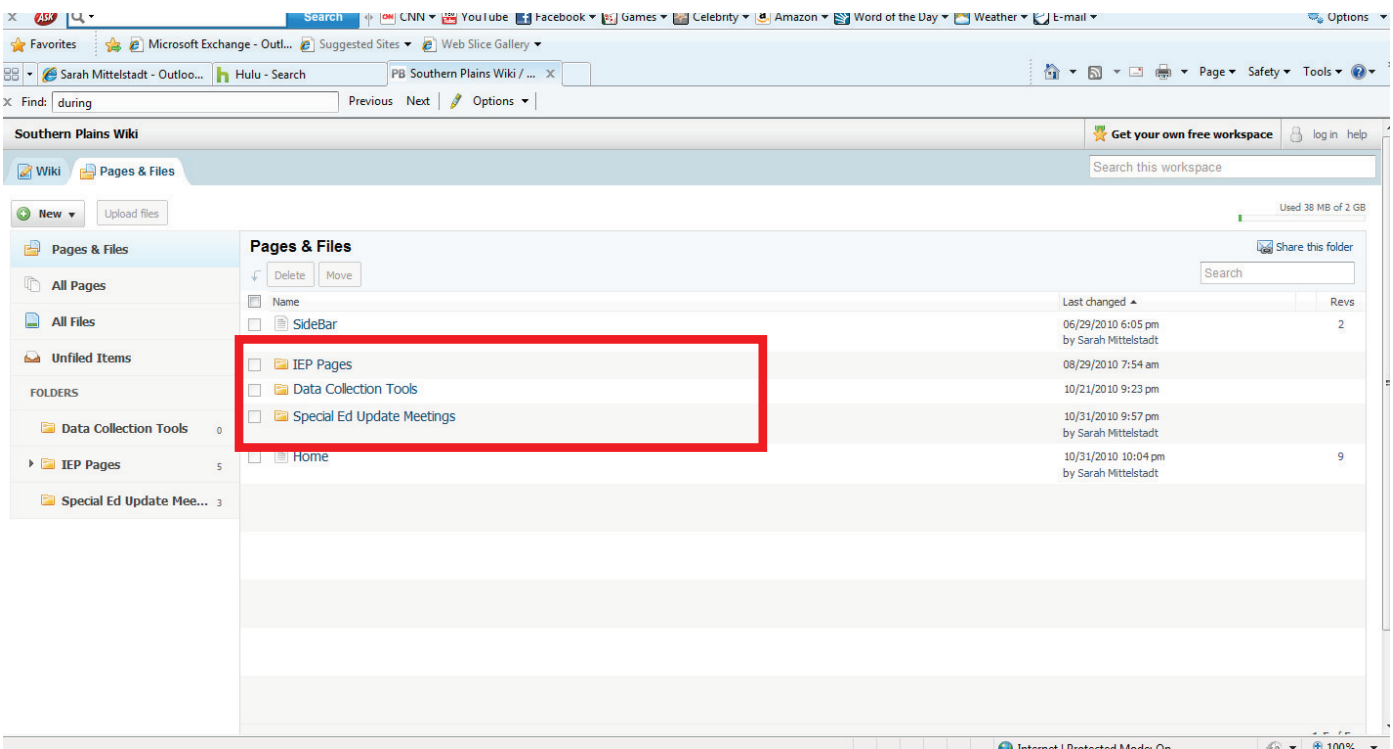 X ASK Search CNN YouTube Facebook Games Celebrity Amazon Word of the Day Weather E-mail Options
Favorites Microsoft Exchange - Outl... Suggested Sites Web Slice Gallery
Sarah Mittelstadt - Outloo... Hulu - Search PB Southern Plains Wiki / ... X Page Safety Tools
x Find: during Previous Next Options
Southern Plains Wiki Get your own free workspace log in help
Wiki Pages & Files Search this workspace
New Upload files Used 38 MB of 2 GB
Pages & Files Pages & Files Share this folder
Delete Move Search
All Pages
Name Last changed Revs
All Files SideBar 06/29/2010 6:05 pm 2
by Sarah Mittelstadt
Unfiled Items IEP Pages 08/29/2010 7:54 am
FOLDERS Data Collection Tools 10/21/2010 9:23 pm
Special Ed Update Meetings 10/31/2010 9:57 pm
Data Collection Tools 0 by Sarah Mittelstadt
IEP Pages 5 Home 10/31/2010 10:04 pm 9
by Sarah Mittelstadt
Special Ed Update Mee... 3
Internet | Protected Mode: On 100%